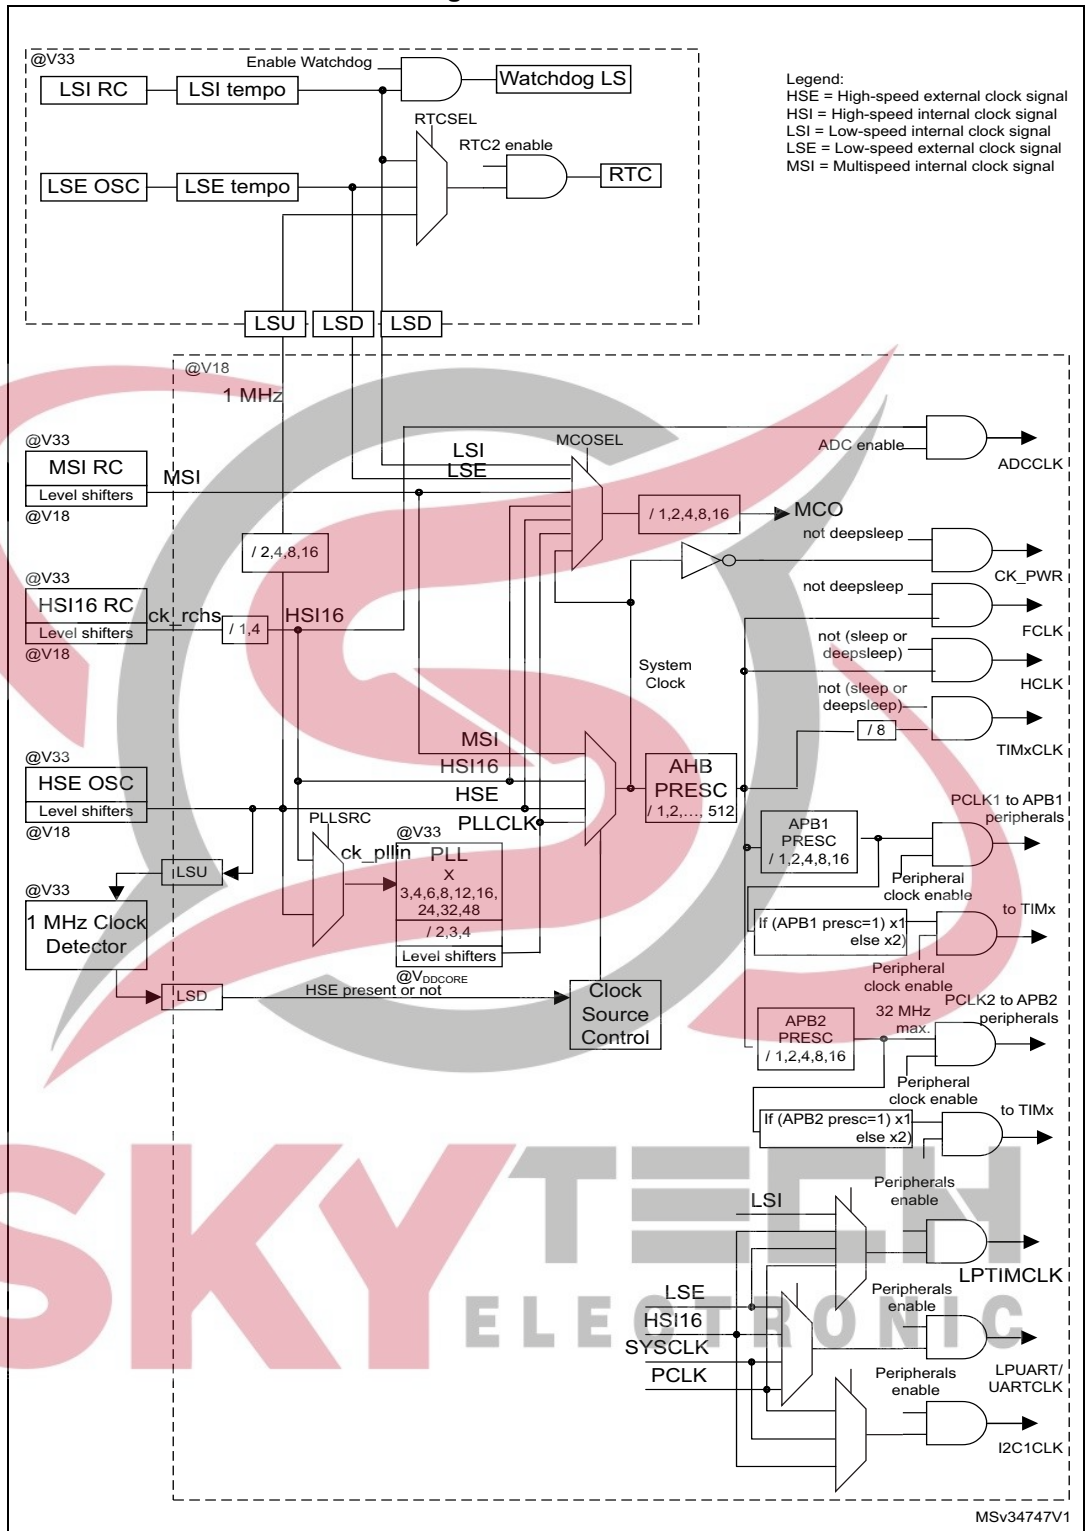 @V33
Enable Watchdog
LSI RC
LSI tempo
Watchdog LS
Legend:
HSE = High-speed external clock signal
HSI = High-speed internal clock signal
LSI = Low-speed internal clock signal
LSE = Low-speed external clock signal
MSI = Multispeed internal clock signal
RTCSEL
RTC2 enable
LSE OSC
LSE tempo
RTC
LSU
LSD
LSD
@V18
1 MHz
@V33
MSI RC
Level shifters
@V18
MSI
LSI
LSE
MCOSEL
ADC enable
ADCCLK
/ 1,2,4,8,16
MCO
not deepsleep
CK_PWR
/ 2,4,8,16
@V33
HSI16 RC
Level shifters
@V18
ck_rchs
/ 1,4
HSI16
not deepsleep
FCLK
System
Clock
not (sleep or
deepsleep)
HCLK
not (sleep or
deepsleep)
/ 8
TIMxCLK
@V33
HSE OSC
Level shifters
@V18
MSI
HSI16
HSE
PLLCLK
AHB
PRESC
/ 1,2,..., 512
PCLK1 to APB1
peripherals
APB1
PRESC
/ 1,2,4,8,16
Peripheral
clock enable
PLLSRC
ck_pllin
@V33
PLL
X
3,4,6,8,12,16,
24,32,48
/ 2,3,4
Level shifters
@VDDCORE
LSU
@V33
1 MHz Clock
Detector
LSD
HSE present or not
Clock
Source
Control
If (APB1 presc=1) x1
else x2)
to TIMx
Peripheral
clock enable
PCLK2 to APB2
peripherals
32 MHz
max.
APB2
PRESC
/ 1,2,4,8,16
Peripheral
clock enable
If (APB2 presc=1) x1
else x2)
to TIMx
Peripherals
enable
LSI
LPTIMCLK
LSE
HSI16
SYSCLK
PCLK
Peripherals
enable
LPUART/
UARTCLK
Peripherals
enable
I2C1CLK
SKYTECH
ELECTRONIC
MSv34747V1